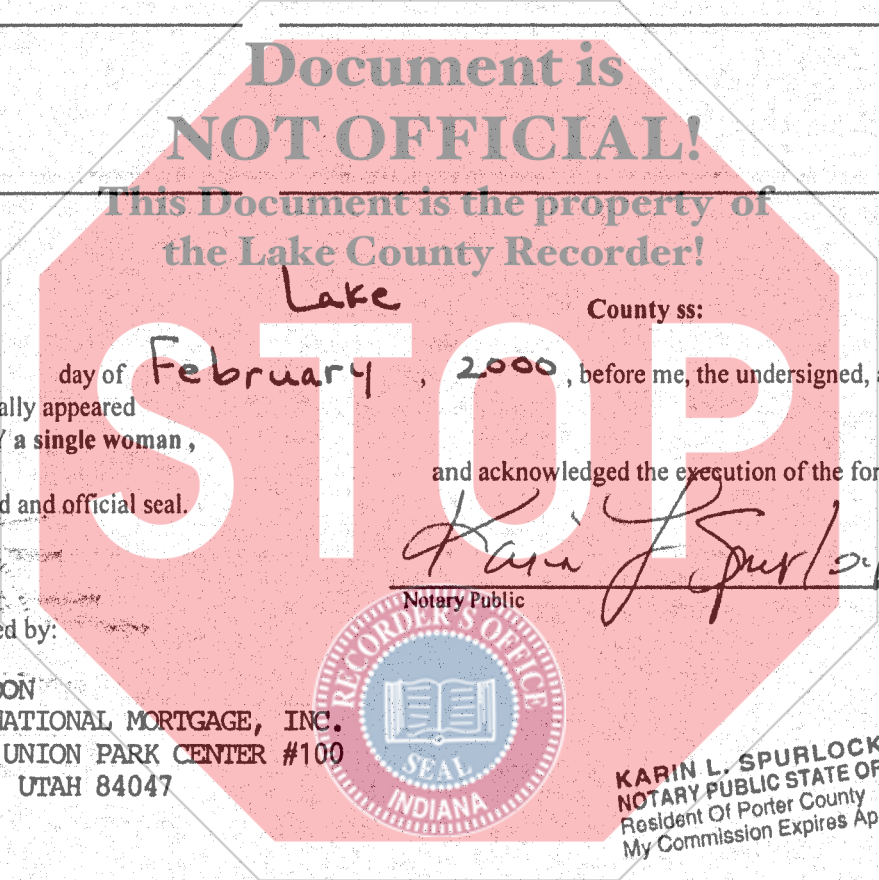 Document is
NOT OFFICIAL!
This Document is the property of
the Lake County Recorder!
Lake County ss:
STOP
day of February , 2000 , before me, the undersigned, a
ally appeared
Y a single woman ,
and acknowledged the execution of the for
d and official seal.
Karin L Spurlo
Notary Public
ed by:
RECORDER'S OFFICE
SEAL
INDIANA
ON
NATIONAL MORTGAGE, INC.
UNION PARK CENTER #100
UTAH 84047
KARIN L. SPURLOCK
NOTARY PUBLIC STATE OF
Resident Of Porter County
My Commission Expires Ap